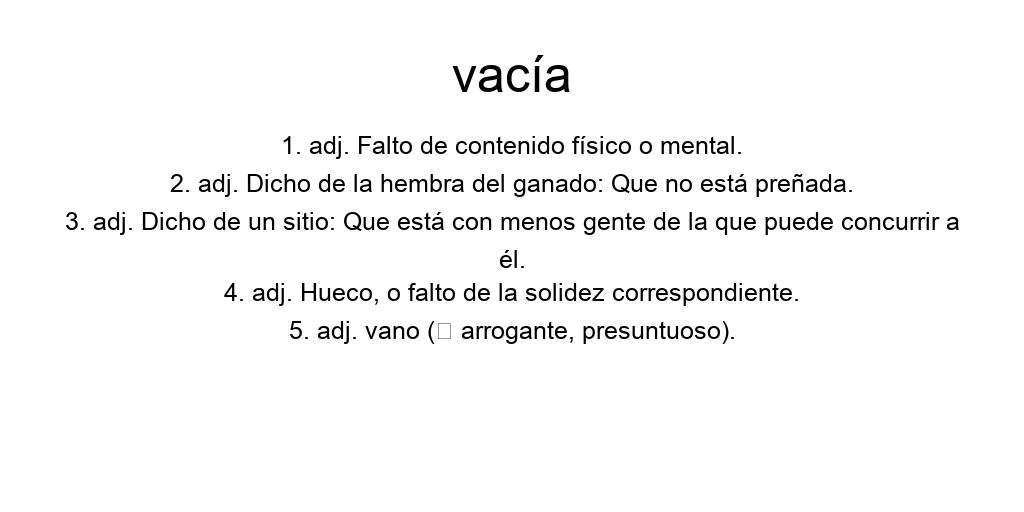 vacía
1. adj. Falto de contenido físico o mental.
2. adj. Dicho de la hembra del ganado: Que no está preñada.
3. adj. Dicho de un sitio: Que está con menos gente de la que puede concurrir a
él.
4. adj. Hueco, o falto de la solidez correspondiente.
5. adj. vano (□ arrogante, presuntuoso).